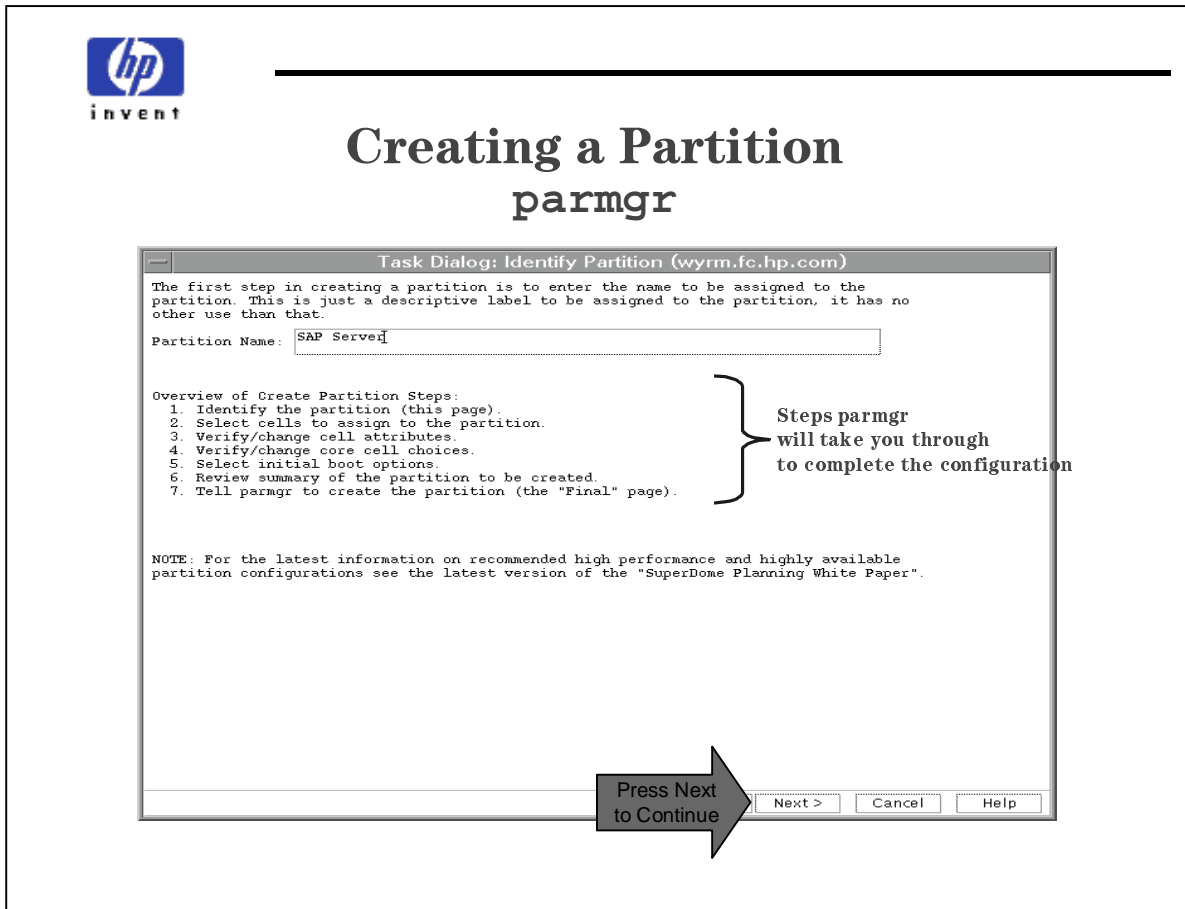 hp
invent
Creating a Partition
parmgr
Task Dialog: Identify Partition (wyrm.fc.hp.com)
The first step in creating a partition is to enter the name to be assigned to the
partition. This is just a descriptive label to be assigned to the partition, it has no
other use than that.
Partition Name: SAP Server
Overview of Create Partition Steps:
1. Identify the partition (this page).
2. Select cells to assign to the partition.
3. Verify/change cell attributes.
4. Verify/change core cell choices.
5. Select initial boot options.
6. Review summary of the partition to be created.
7. Tell parmgr to create the partition (the "Final" page).
Steps parmgr
will take you through
to complete the configuration
NOTE: For the latest information on recommended high performance and highly available
partition configurations see the latest version of the "SuperDome Planning White Paper".
Press Next
to Continue
Next > Cancel Help